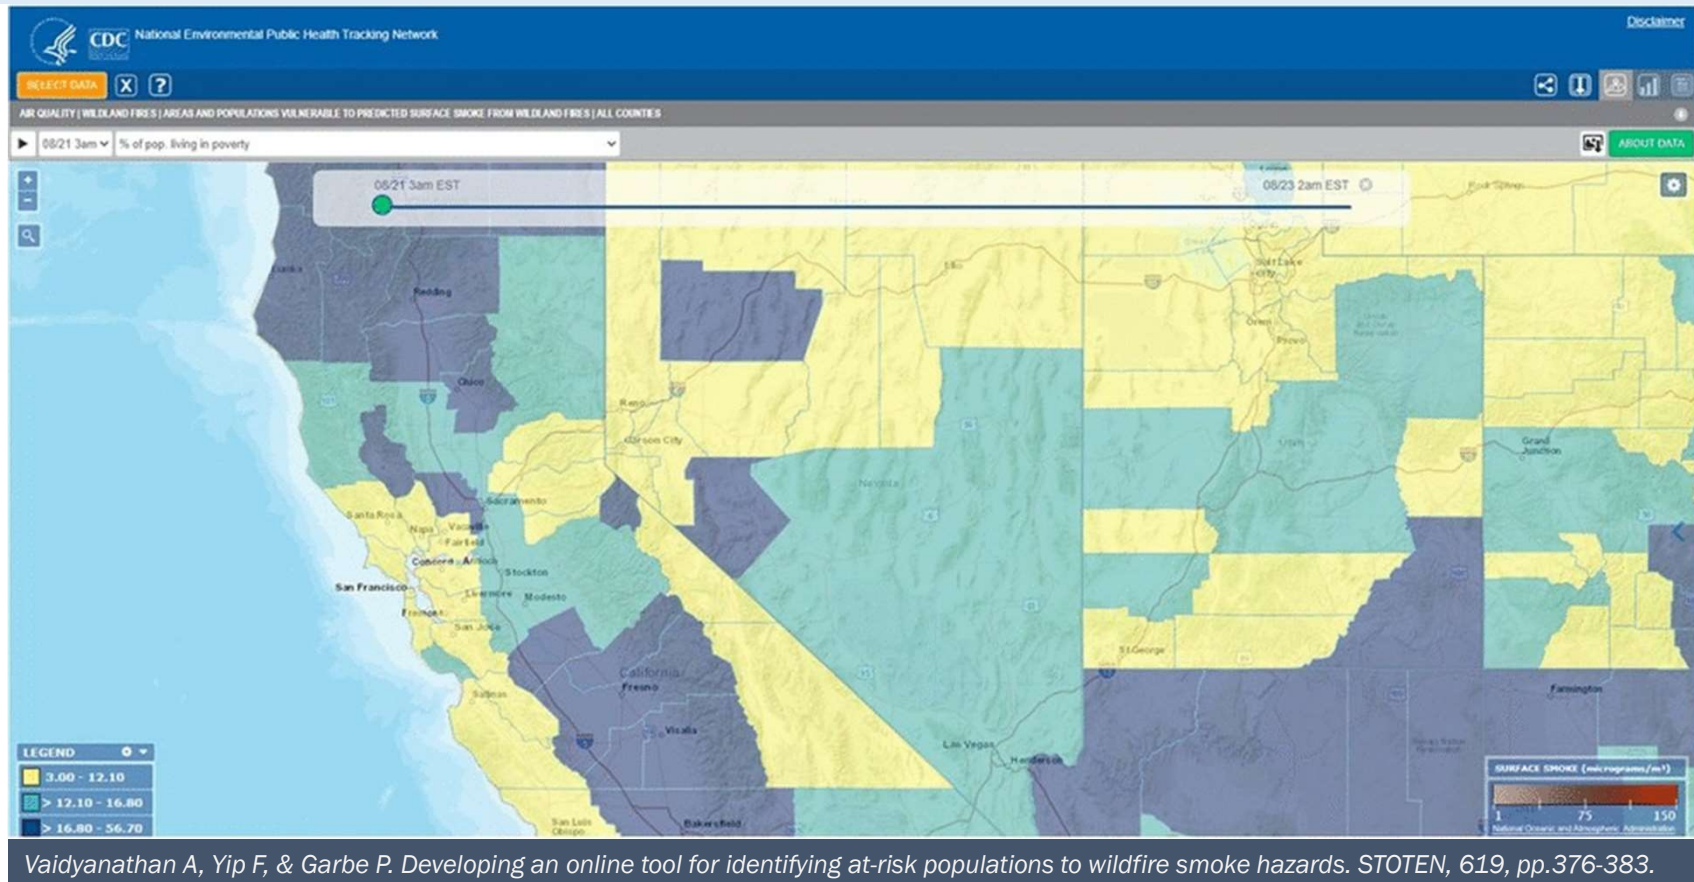 Disclaimer
CDC National Environmental Public Health Tracking Network
SELECT DATA X ?
AIR QUALITY | WILDLAND FIRES | AREAS AND POPULATIONS VULNERABLE TO PREDICTED SURFACE SMOKE FROM WILDLAND FIRES | ALL COUNTIES
08/21 3am % of pop. living in poverty
ABOUT DATA
+
08/21 3am EST 08/23 2am EST
-
Rock Springs
Eureka
Salt Lake
City
Elko
Redding
Orem
Provo
Chico
Reno
Carson City
Utah
Grand
Junction
Nevada
Sacramento
Santa Rosa
Napa Vacaville
Fairfield
Concord Antioch
Stockton
San Francisco
Livermore Modesto
Fremont
San Jose
St George
California
Fresno
Salinas
Farmington
Visalia
Las Vegas
Henderson
LEGEND
3.00 - 12.10
> 12.10 - 16.80
> 16.80 - 56.70
SURFACE SMOKE (micrograms/m³)
1 75 150
National Oceanic and Atmospheric Administration
San Luis
Obispo
Bakersfield
Vaidyanathan A, Yip F, & Garbe P. Developing an online tool for identifying at-risk populations to wildfire smoke hazards. STOTEN, 619, pp.376-383.